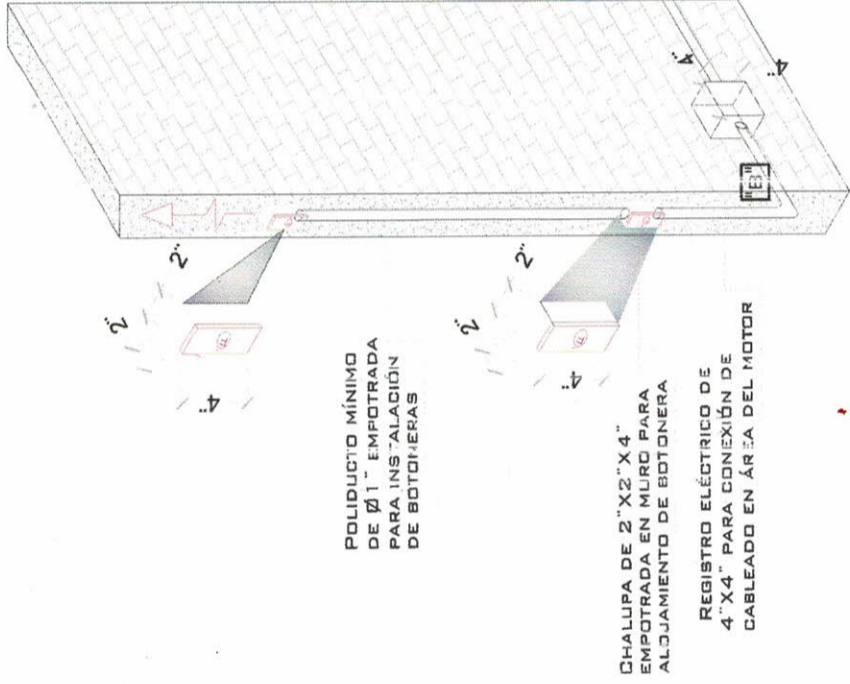 2"
2"
4"
POLIDUCTO MÍNIMO
DE Ø1" EMPOTRADA
PARA INSTALACIÓN
DE BOTONERAS
2"
2"
4"
CHALUPA DE 2"X2"X4"
EMPOTRADA EN MURO PARA
ALOJAMIENTO DE BOTONERA
REGISTRO ELÉCTRICO DE
4"X4" PARA CONEXIÓN DE
CABLEADO EN ÁREA DEL MOTOR
"B"
4"
4"